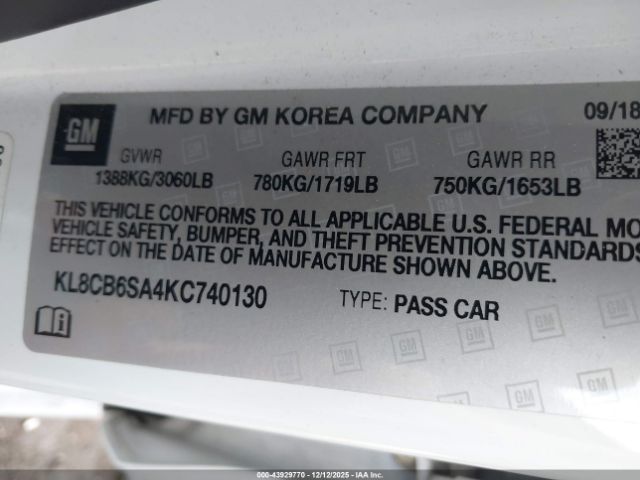 GM MFD BY GM KOREA COMPANY 09/18
GVWR GAWR FRT GAWR RR
1388KG/3060LB 780KG/1719LB 750KG/1653LB
THIS VEHICLE CONFORMS TO ALL APPLICABLE U.S. FEDERAL MO
VEHICLE SAFETY, BUMPER, AND THEFT PREVENTION STANDARDS
EFFECT ON THE DATE OF MANUFACTURE SHOWN ABOVE.
KL8CB6SA4KC740130 TYPE: PASS CAR
000-43929770 12/12/2025 IAAI.COM